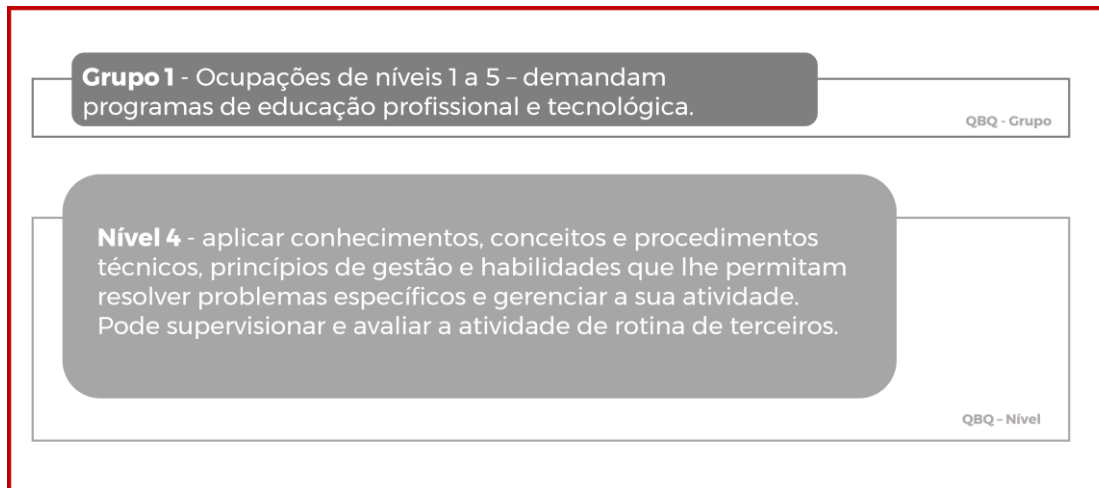 Grupo 1 - Ocupações de níveis 1 a 5 – demandam
programas de educação profissional e tecnológica.
QBQ - Grupo
Nível 4 - aplicar conhecimentos, conceitos e procedimentos
técnicos, princípios de gestão e habilidades que lhe permitam
resolver problemas específicos e gerenciar a sua atividade.
Pode supervisionar e avaliar a atividade de rotina de terceiros.
QBQ – Nível